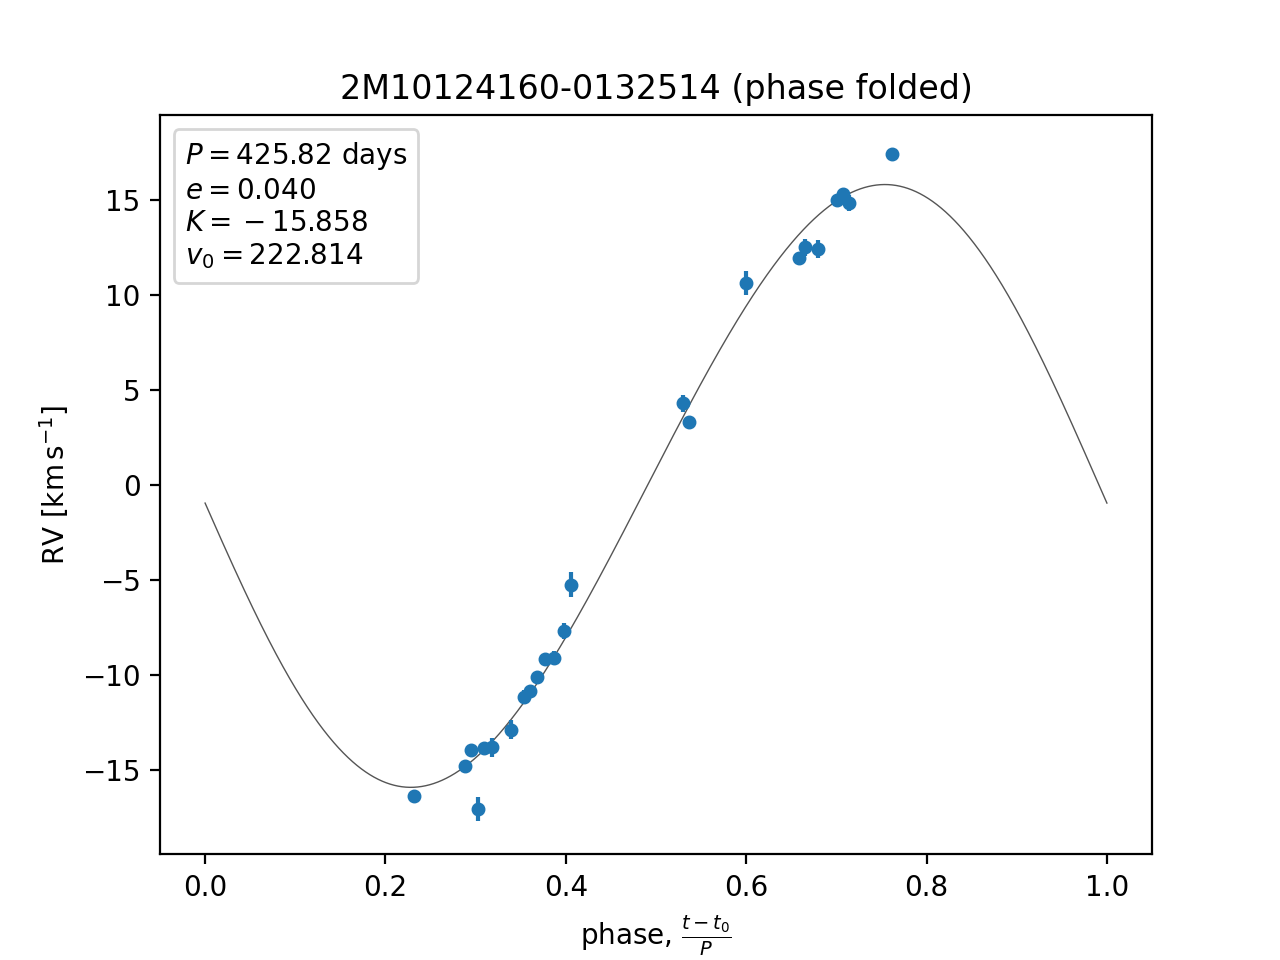 2M10124160-0132514 (phase folded)
P = 425.82 days
e = 0.040
K = −15.858
v₀ = 222.814
15
10
5
0
−5
−10
−15
RV [km s⁻¹]
0.0 0.2 0.4 0.6 0.8 1.0
phase, (t − t₀)/P